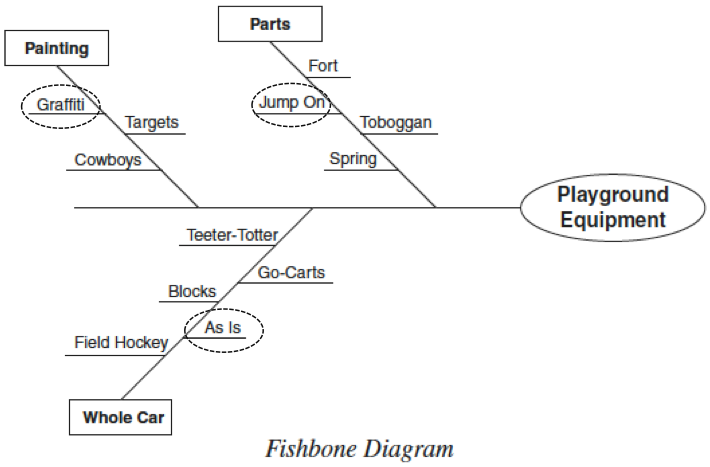 Parts
Painting
Fort
Graffiti
Jump On
Targets
Toboggan
Cowboys
Spring
Playground
Equipment
Teeter-Totter
Go-Carts
Blocks
As Is
Field Hockey
Whole Car
Fishbone Diagram